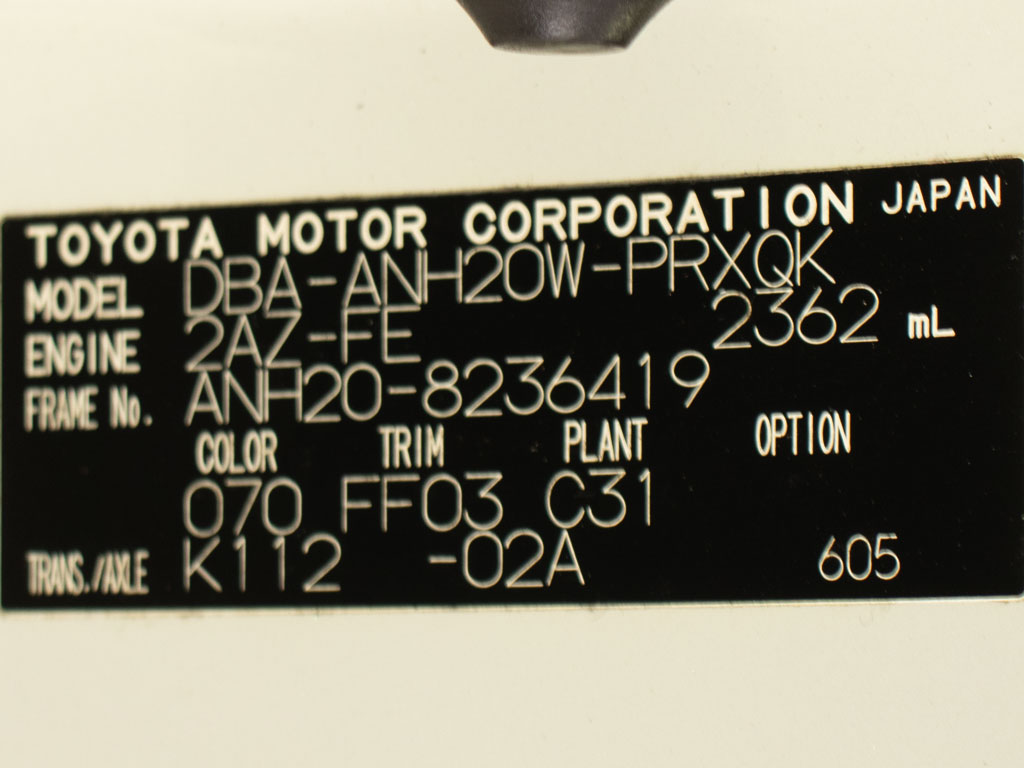 TOYOTA MOTOR CORPORATION JAPAN
MODEL DBA-ANH20W-PRXQK
ENGINE 2AZ-FE 2362 mL
FRAME No. ANH20-8236419
COLOR TRIM PLANT OPTION
070 FF03 C31
TRANS./AXLE K112 -02A 605